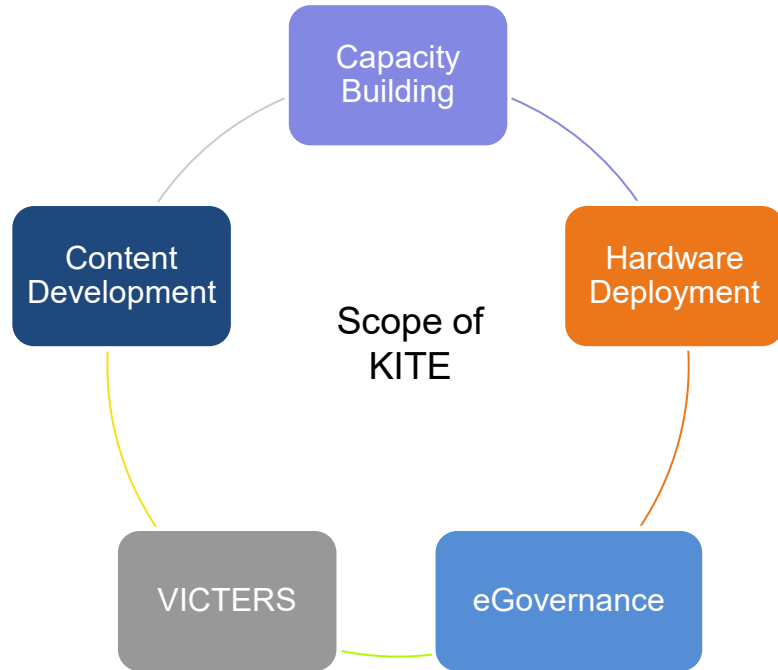 Capacity
Building
Content
Development
Hardware
Deployment
Scope of
KITE
VICTERS
eGovernance